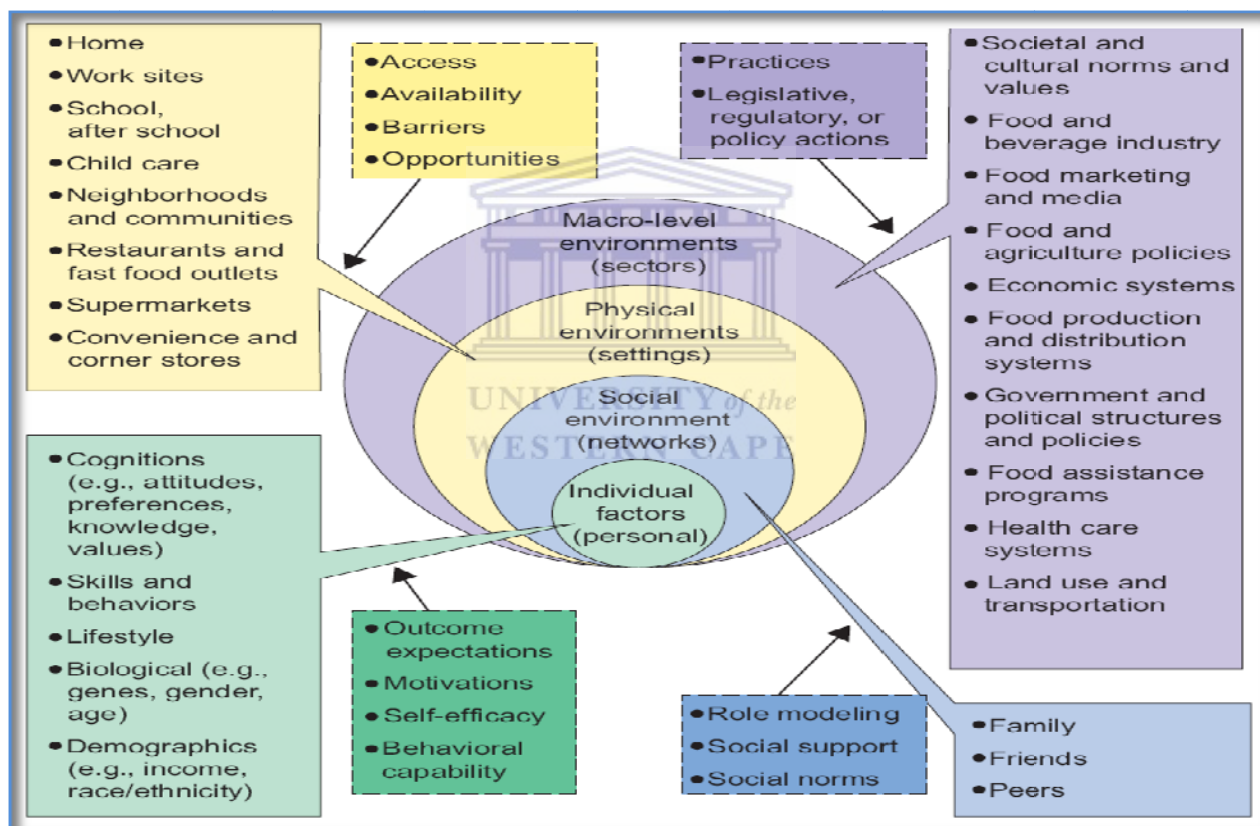 • Home
• Work sites
• School,
after school
• Child care
• Neighborhoods
and communities
• Restaurants and
fast food outlets
• Supermarkets
• Convenience and
corner stores
• Access
• Availability
• Barriers
• Opportunities
• Practices
• Legislative,
regulatory, or
policy actions
• Societal and
cultural norms and
values
• Food and
beverage industry
• Food marketing
and media
• Food and
agriculture policies
• Economic systems
• Food production
and distribution
systems
• Government and
political structures
and policies
• Food assistance
programs
• Health care
systems
• Land use and
transportation
Macro-level
environments
(sectors)
Physical
environments
(settings)
Social
environment
(networks)
Individual
factors
(personal)
UNIVERSITY of the
WESTERN CAPE
• Cognitions
(e.g., attitudes,
preferences,
knowledge,
values)
• Skills and
behaviors
• Lifestyle
• Biological (e.g.,
genes, gender,
age)
• Demographics
(e.g., income,
race/ethnicity)
• Outcome
expectations
• Motivations
• Self-efficacy
• Behavioral
capability
• Role modeling
• Social support
• Social norms
• Family
• Friends
• Peers